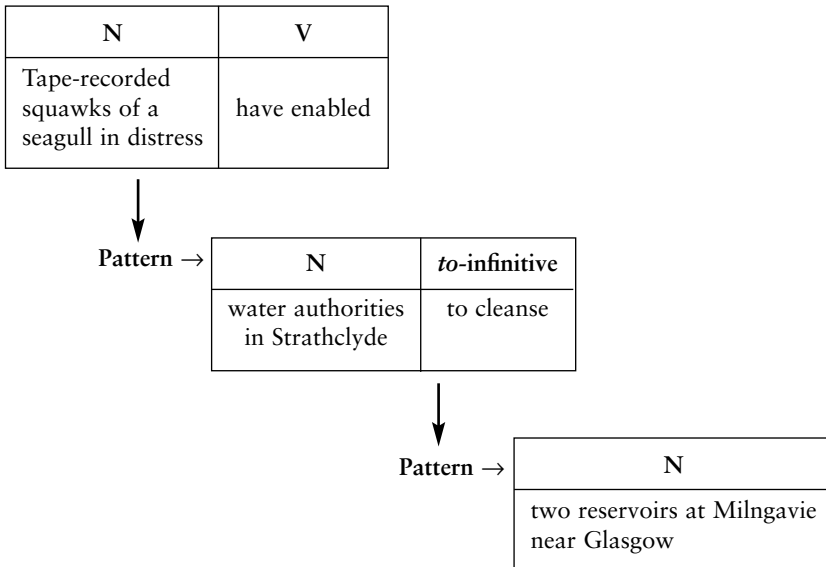 N V
Tape-recorded
squawks of a
seagull in distress
have enabled
Pattern → N to-infinitive
water authorities
in Strathclyde
to cleanse
Pattern → N
two reservoirs at Milngavie
near Glasgow